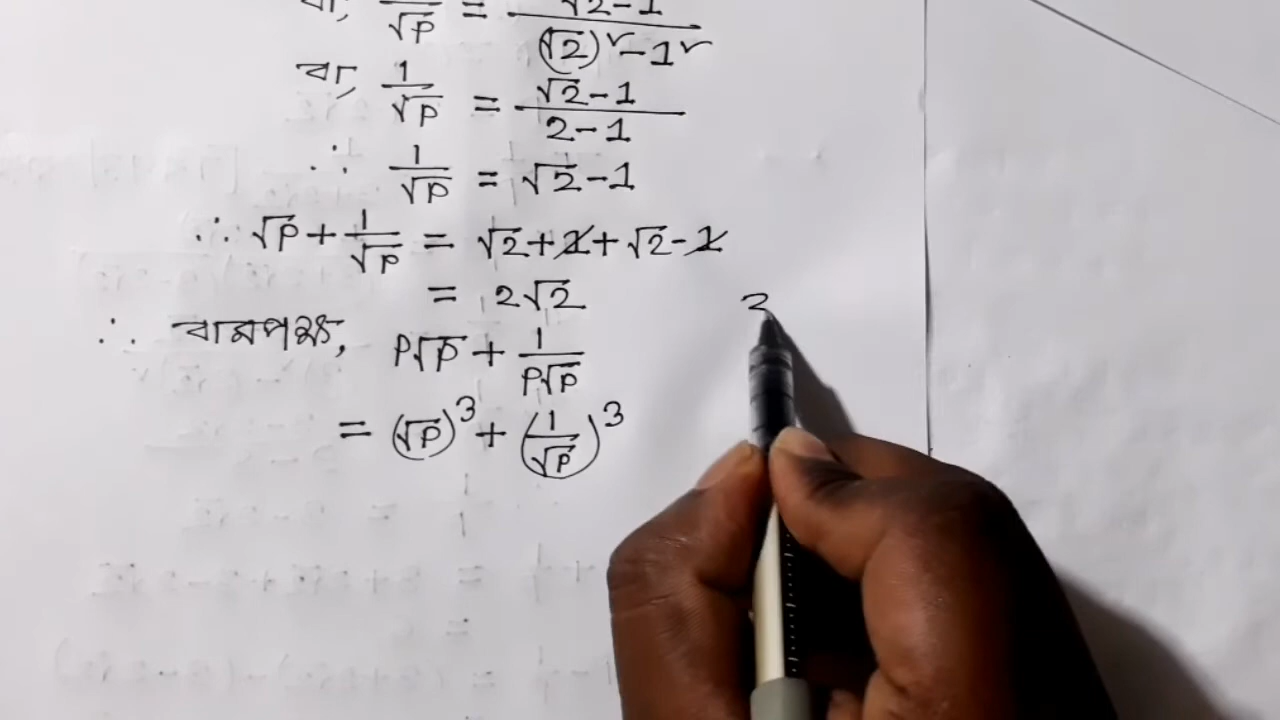 বা, 1/√P = √2-1/(√2)²-1²
বা, 1/√P = √2-1/2-1
∴ 1/√P = √2-1
∴ √P + 1/√P = √2+1+√2-1
= 2√2
∴ বামপক্ষ, P√P + 1/P√P
= (√P)³ + (1/√P)³